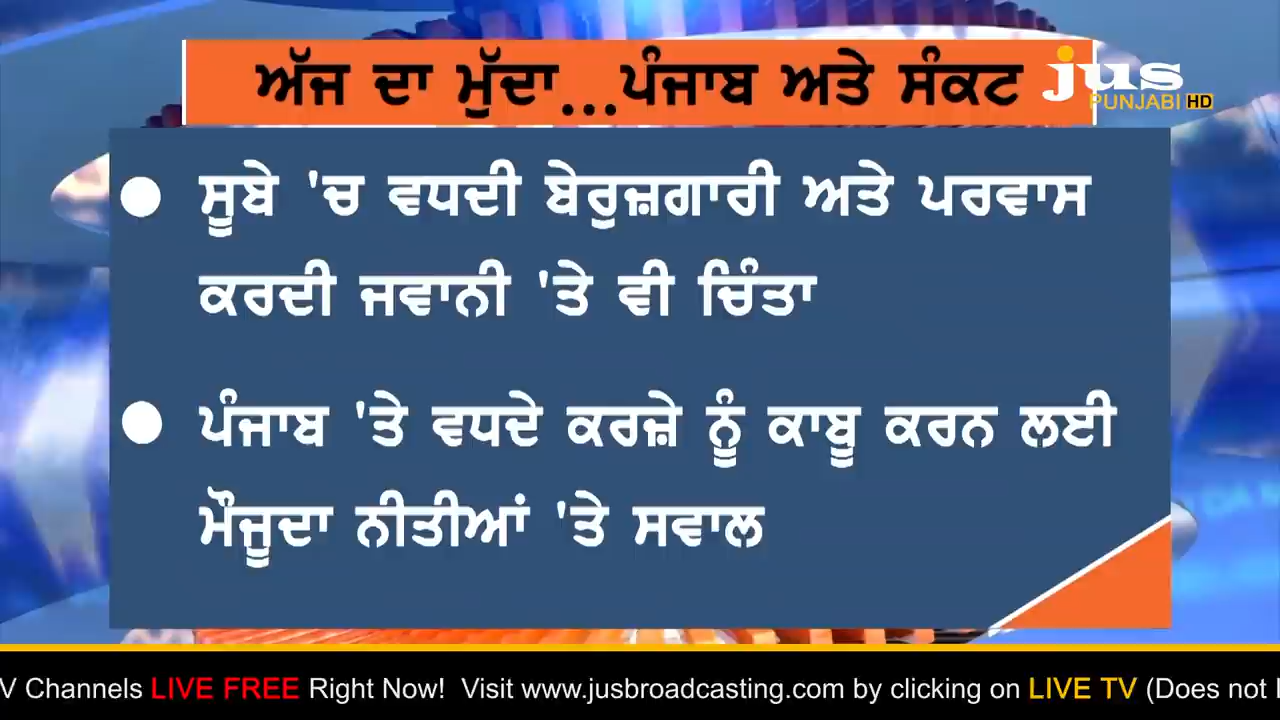 ਅੱਜ ਦਾ ਮੁੱਦਾ...ਪੰਜਾਬ ਅਤੇ ਸੰਕਟ
jus
PUNJABI HD
ਸੂਬੇ 'ਚ ਵਧਦੀ ਬੇਰੁਜ਼ਗਾਰੀ ਅਤੇ ਪਰਵਾਸ
ਕਰਦੀ ਜਵਾਨੀ 'ਤੇ ਵੀ ਚਿੰਤਾ
ਪੰਜਾਬ 'ਤੇ ਵਧਦੇ ਕਰਜ਼ੇ ਨੂੰ ਕਾਬੂ ਕਰਨ ਲਈ
ਮੌਜੂਦਾ ਨੀਤੀਆਂ 'ਤੇ ਸਵਾਲ
V Channels LIVE FREE Right Now! Visit www.jusbroadcasting.com by clicking on LIVE TV (Does not